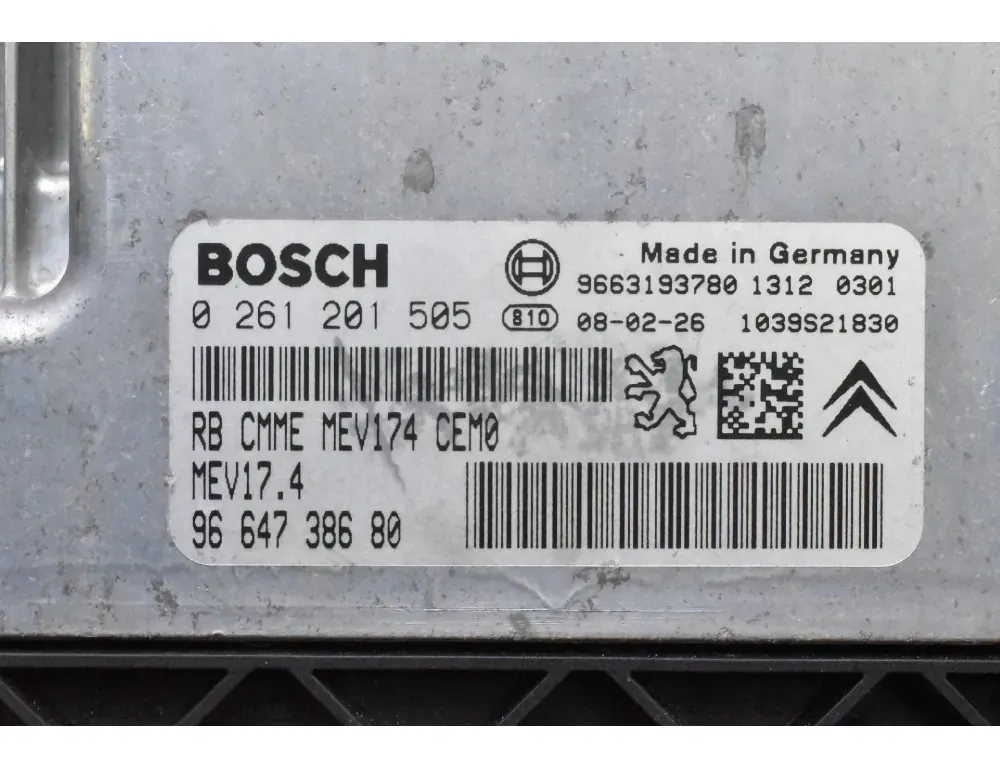 BOSCH
Made in Germany
9663193780 1312 0301
0 261 201 505
810 08-02-26 1039S21830
RB CMME MEV174 CEM0
MEV17.4
96 647 386 80